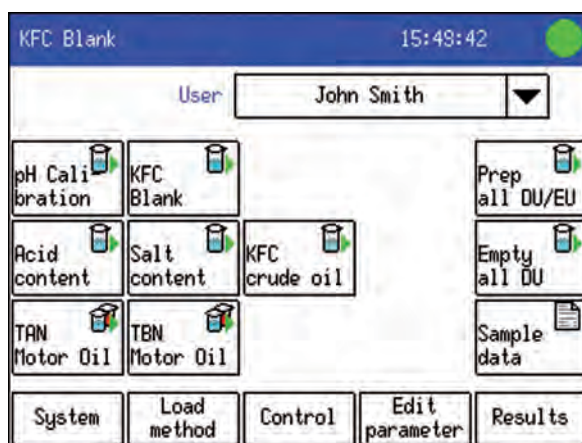 KFC Blank 15:49:42
User John Smith
pH Cali-
bration
KFC
Blank
Prep
all DU/EU
Acid
content
Salt
content
KFC
crude oil
Empty
all DU
TAN
Motor Oil
TBN
Motor Oil
Sample
data
System
Load
method
Control
Edit
parameter
Results